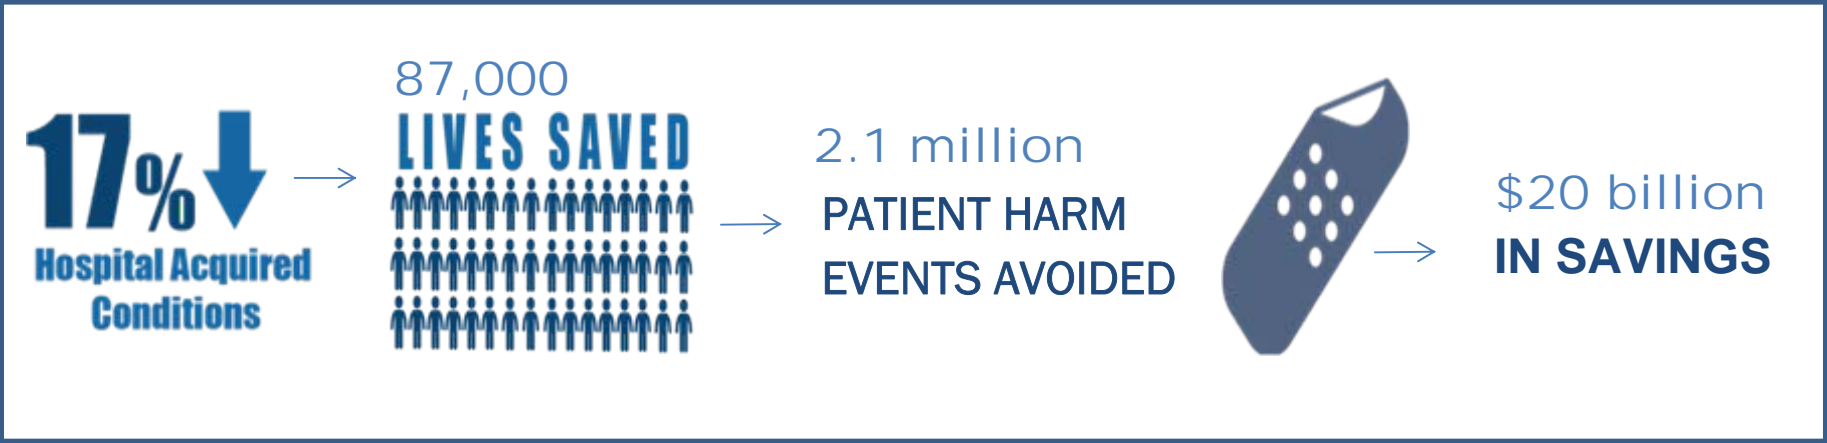 17%
Hospital Acquired
Conditions
87,000
LIVES SAVED
2.1 million
PATIENT HARM
EVENTS AVOIDED
$20 billion
IN SAVINGS